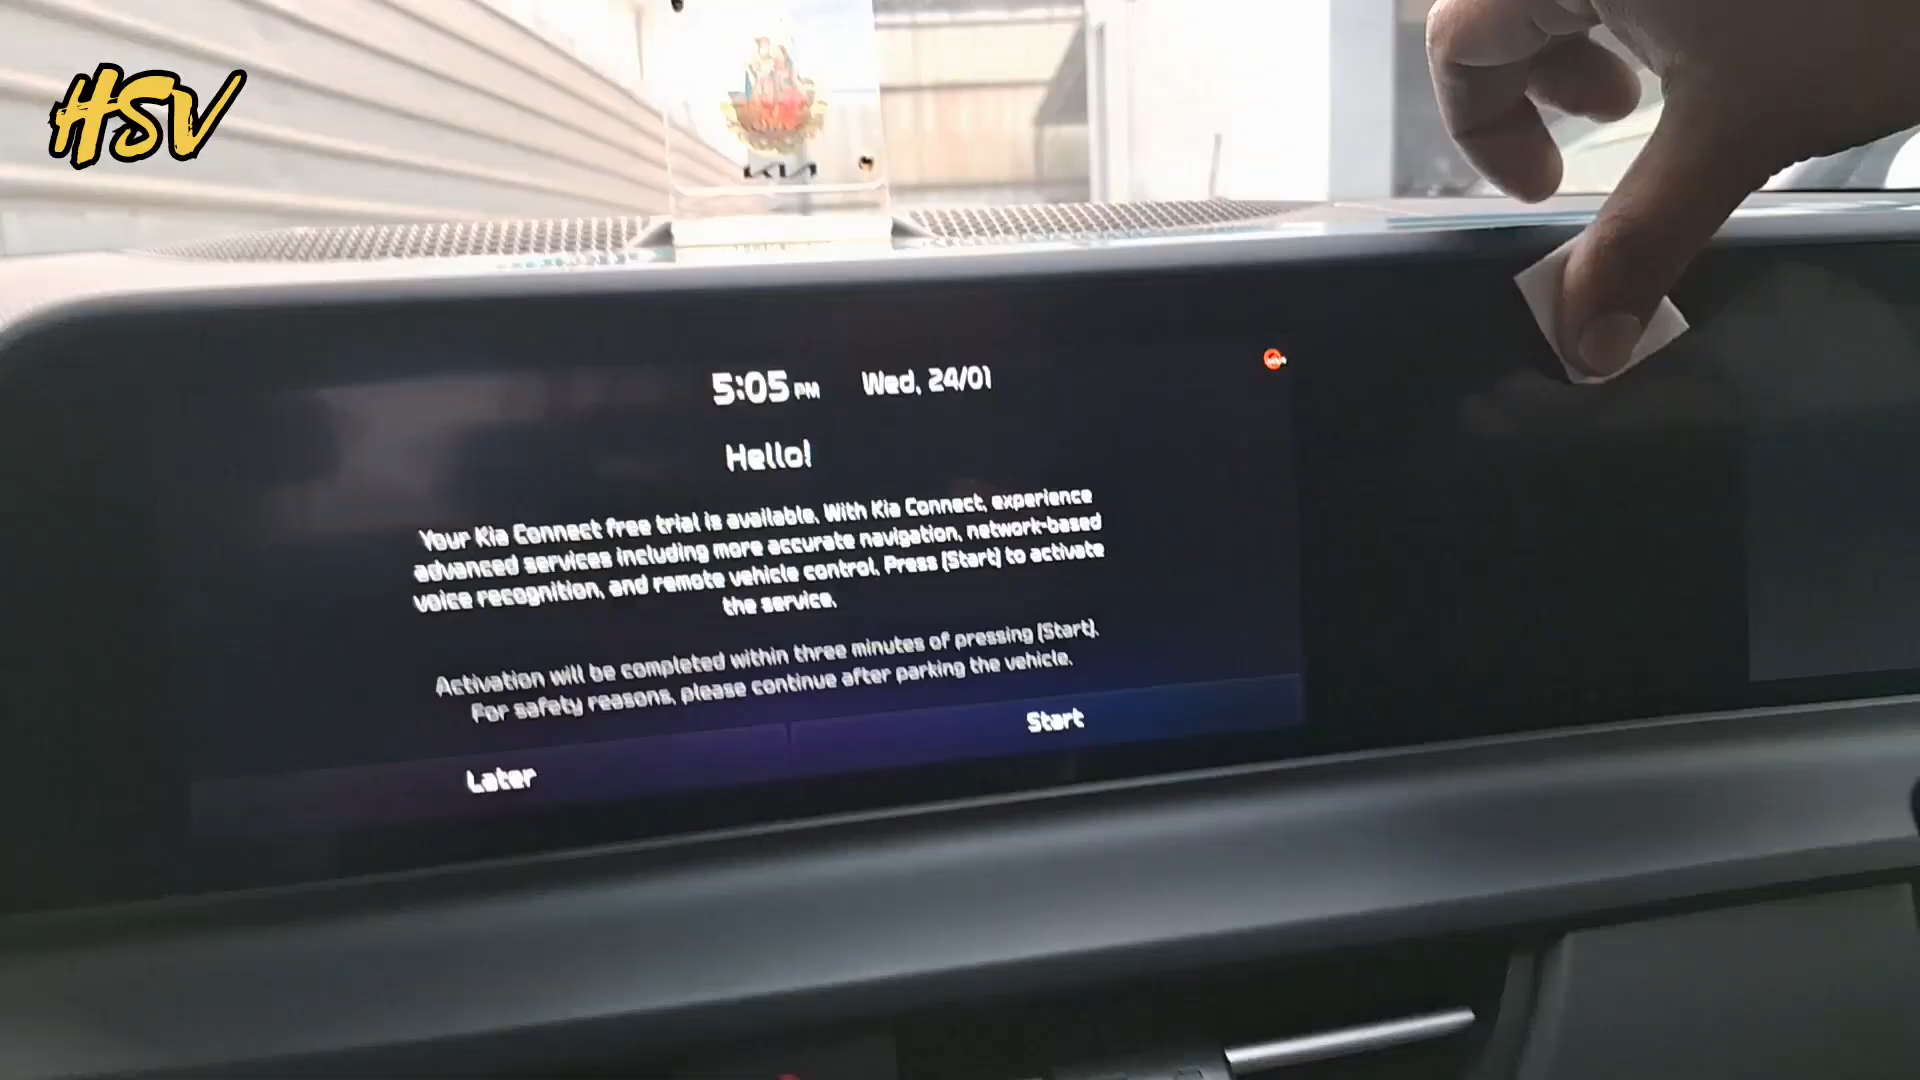 HSV
KIA
5:05 PM Wed, 24/01
Hello!
Your Kia Connect free trial is available. With Kia Connect, experience
advanced services including more accurate navigation, network-based
voice recognition, and remote vehicle control. Press [Start] to activate
the service.
Activation will be completed within three minutes of pressing [Start].
For safety reasons, please continue after parking the vehicle.
Later
Start